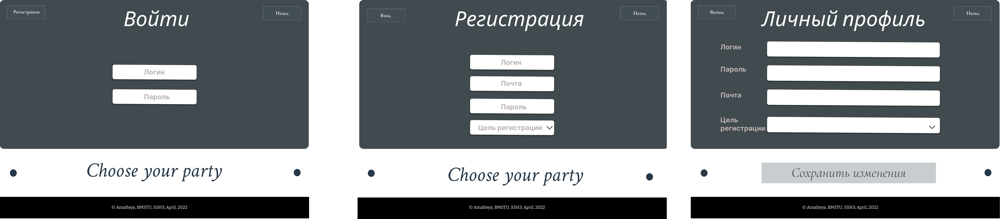 Регистрация
Войти
Назад
Логин
Пароль
Choose your party
© Amalteya, BMSTU, SSH3; April, 2022
Вход
Регистрация
Назад
Логин
Почта
Пароль
Цель регистрации
Choose your party
© Amalteya, BMSTU, SSH3; April, 2022
Выход
Личный профиль
Назад
Логин
Пароль
Почта
Цель
регистрации
Сохранить изменения
© Amalteya, BMSTU, SSH3; April, 2022